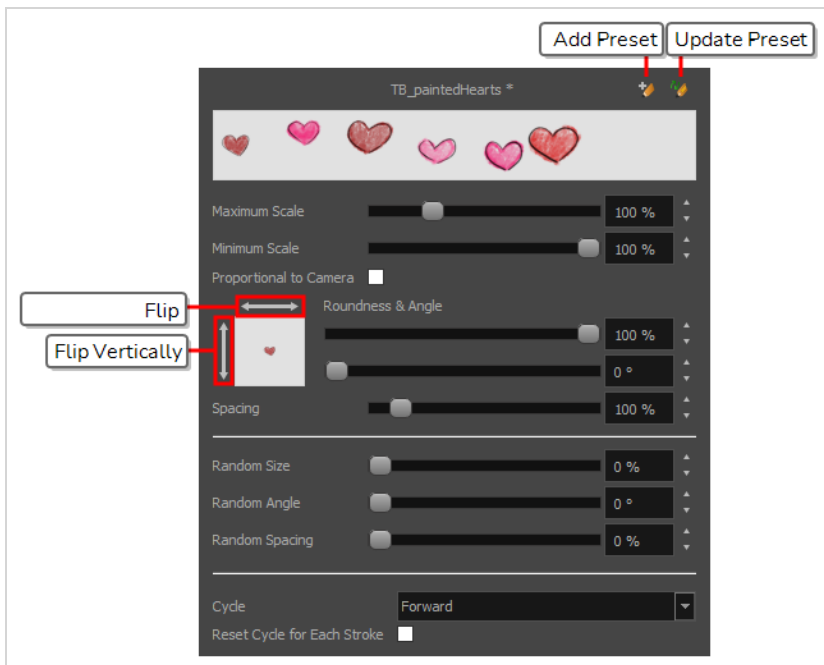 Add Preset Update Preset
TB_paintedHearts *
Maximum Scale 100 %
Minimum Scale 100 %
Proportional to Camera
Flip Roundness & Angle
100 %
Flip Vertically
0 °
Spacing 100 %
Random Size 0 %
Random Angle 0 °
Random Spacing 0 %
Cycle Forward
Reset Cycle for Each Stroke